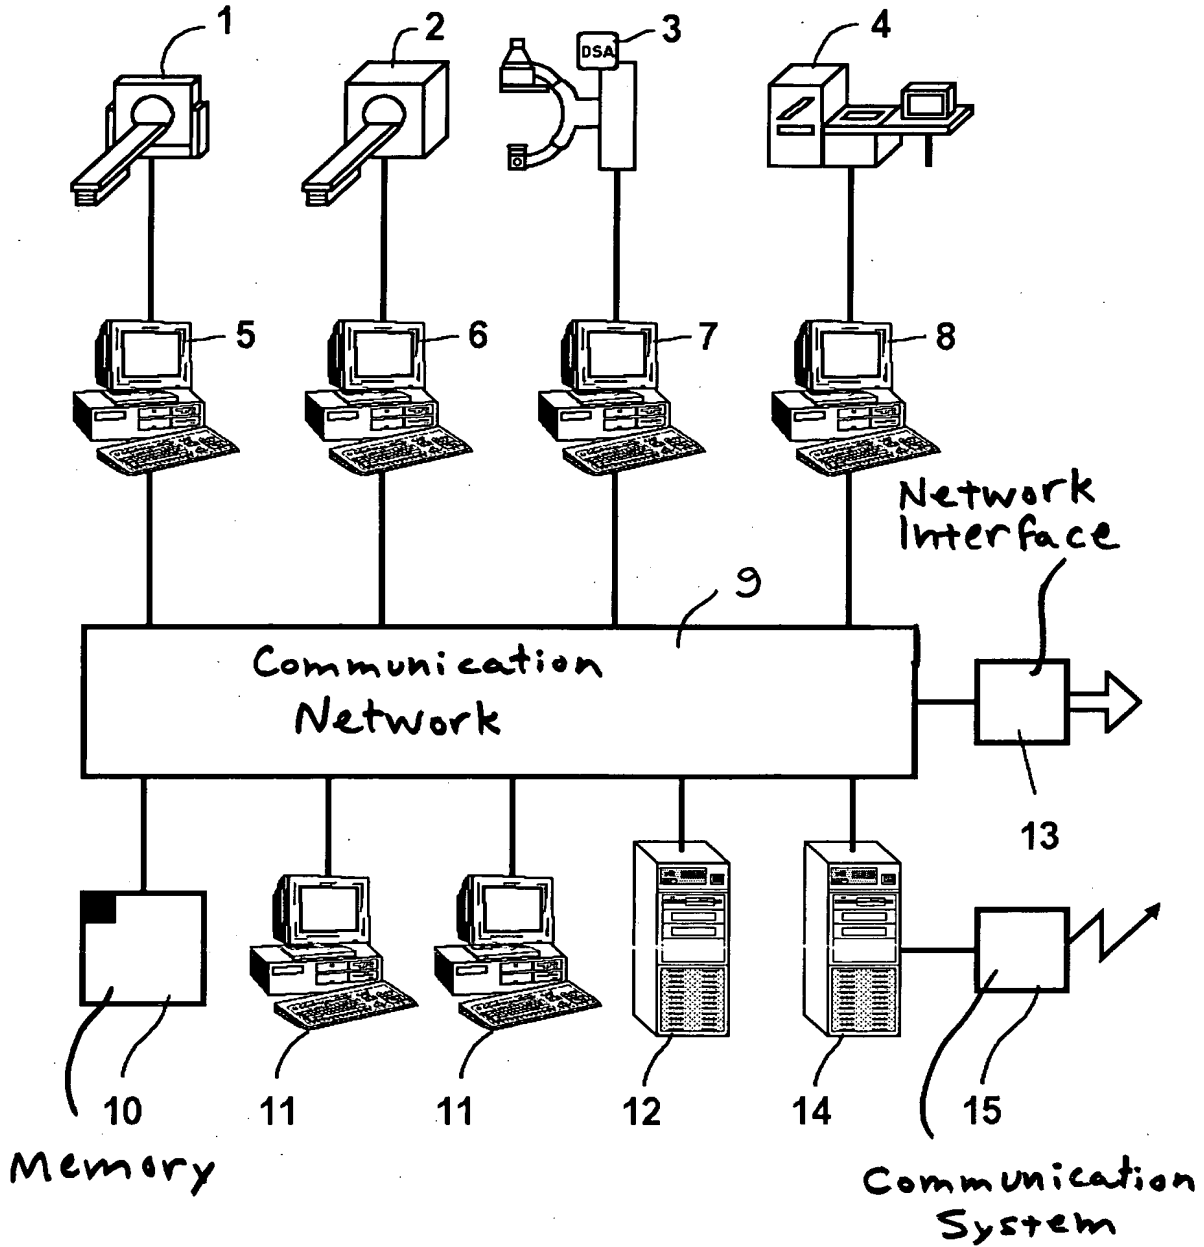 1
2
DSA
3
4
5
6
7
8
Network
Interface
9
Communication
Network
13
10
11
11
12
14
15
Memory
Communication
System